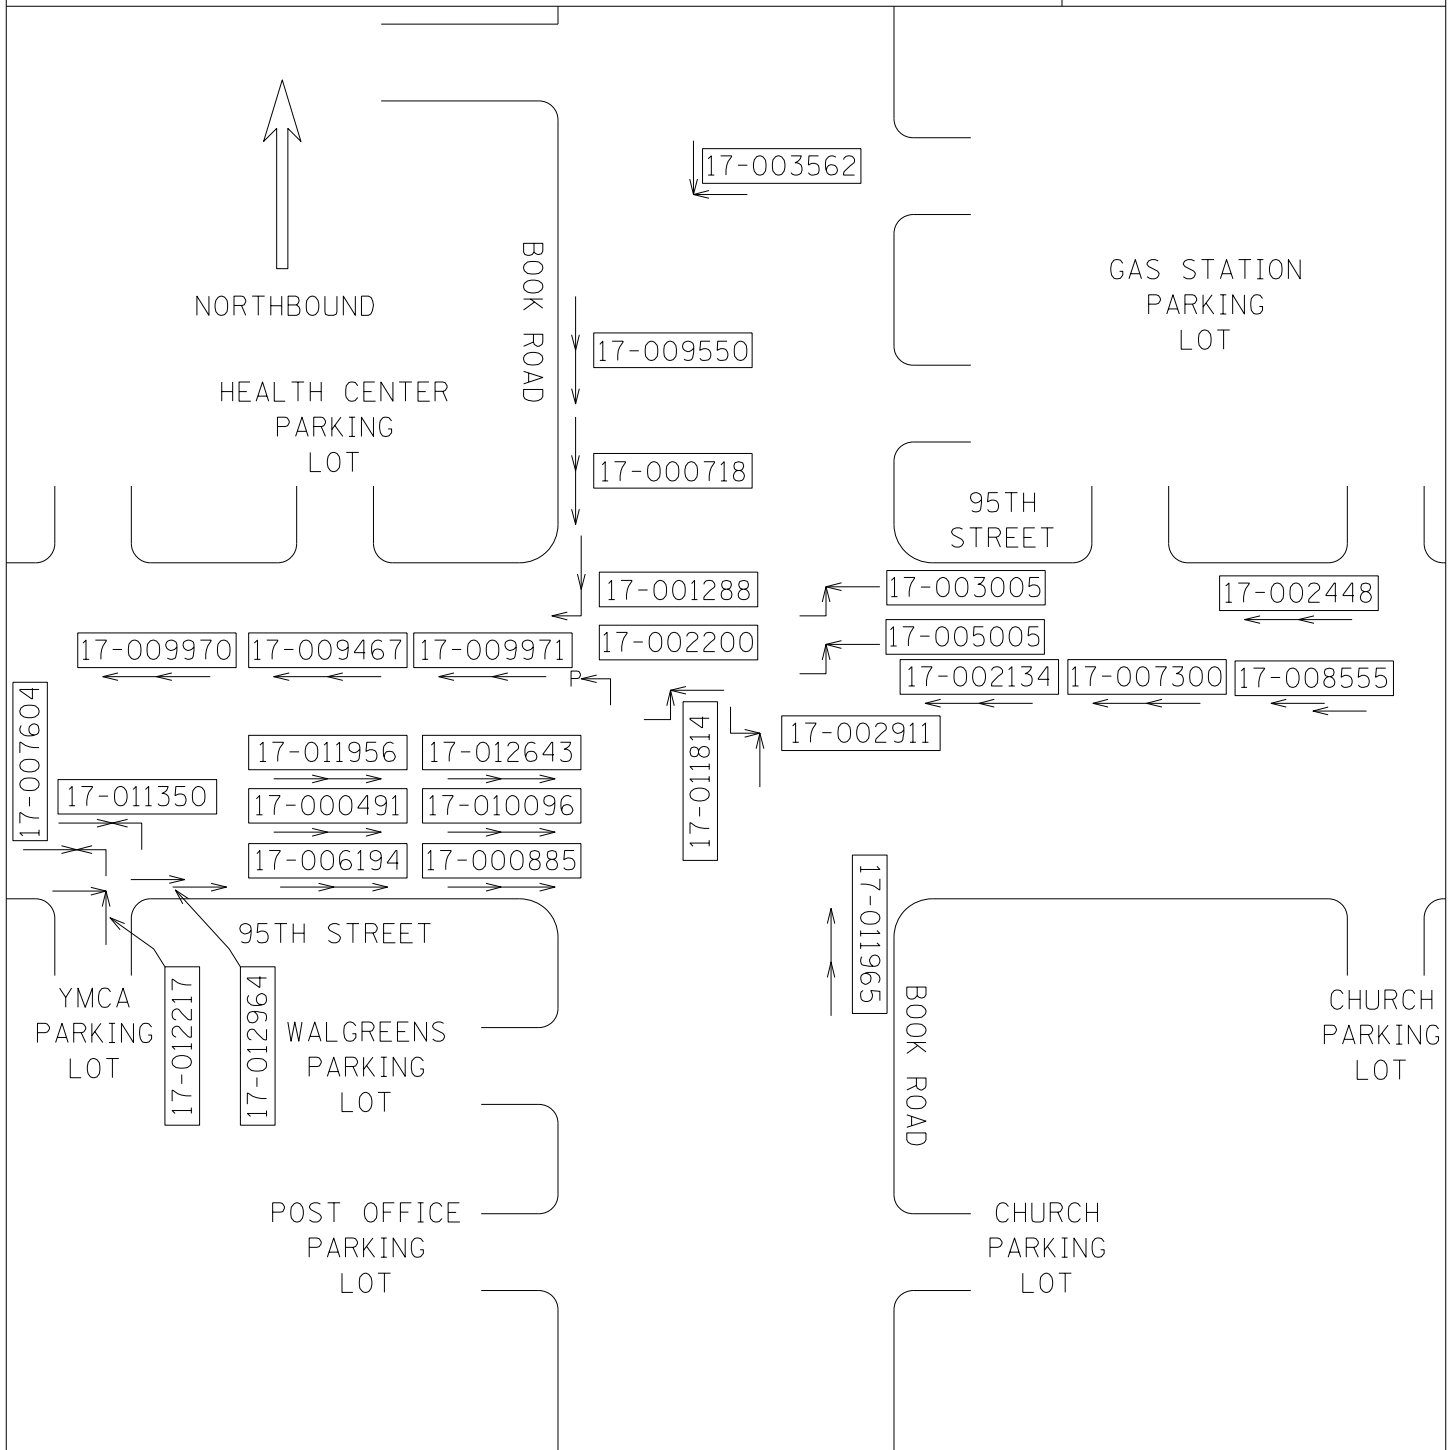 17-003562
BOOK ROAD
GAS STATION
PARKING
LOT
NORTHBOUND
17-009550
HEALTH CENTER
PARKING
LOT
17-000718
95TH
STREET
17-001288
17-003005
17-002448
17-002200
17-005005
17-009970
17-009467
17-009971
P
17-002134
17-007300
17-008555
17-007604
17-011814
17-002911
17-011956
17-012643
17-011350
17-000491
17-010096
17-006194
17-000885
17-011965
95TH STREET
17-012217
17-012964
YMCA
PARKING
LOT
WALGREENS
PARKING
LOT
BOOK ROAD
CHURCH
PARKING
LOT
POST OFFICE
PARKING
LOT
CHURCH
PARKING
LOT